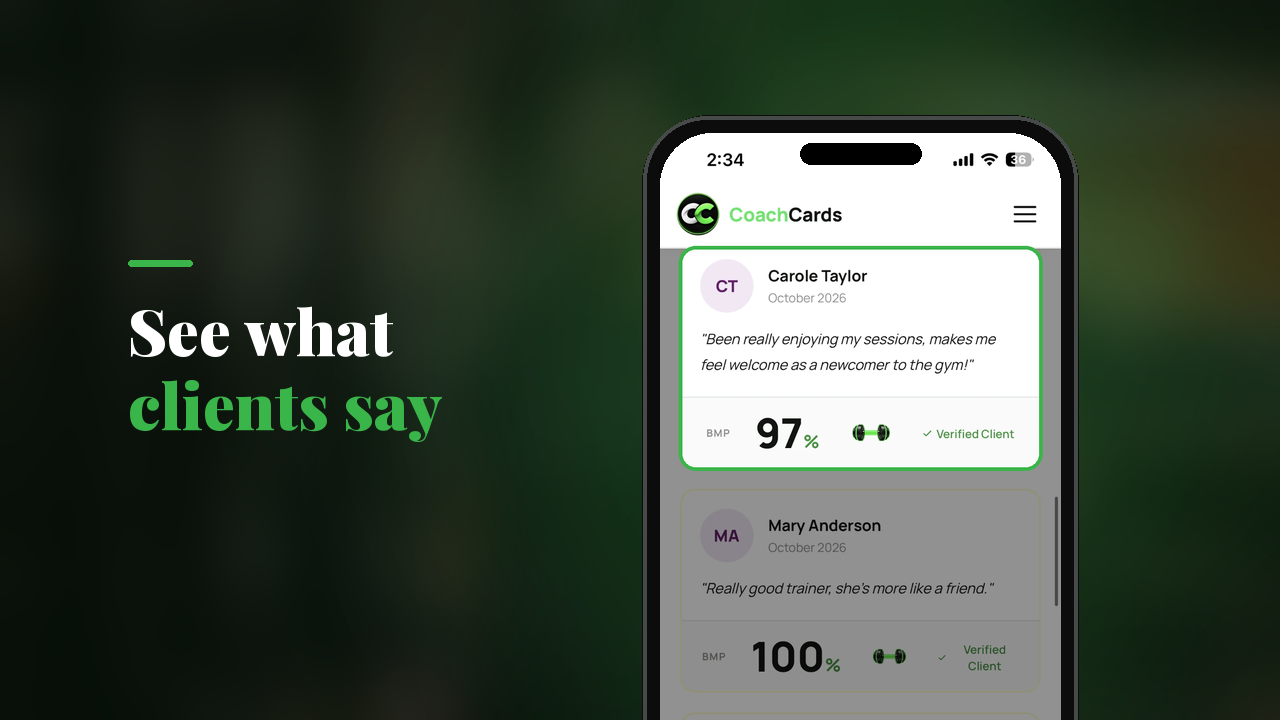 See what
clients say
2:34
36
CC CoachCards
CT
Carole Taylor
October 2026
"Been really enjoying my sessions, makes me
feel welcome as a newcomer to the gym!"
BMP 97% ✓ Verified Client
MA
Mary Anderson
October 2026
"Really good trainer, she's more like a friend."
BMP 100% ✓ Verified
Client